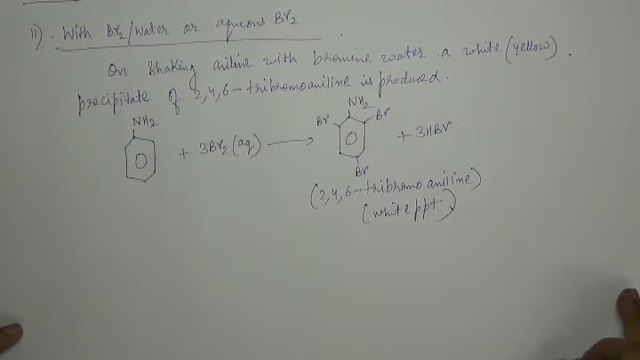 ii). With Br2/Water or aqueous Br2
On shaking aniline with bromine water a white (yellow).
precipitate of 2,4,6-tribromoaniline is produced.
NH2 + 3Br2(aq) → NH2 Br Br Br + 3HBr
(2,4,6-tribromo aniline)
(white ppt.)